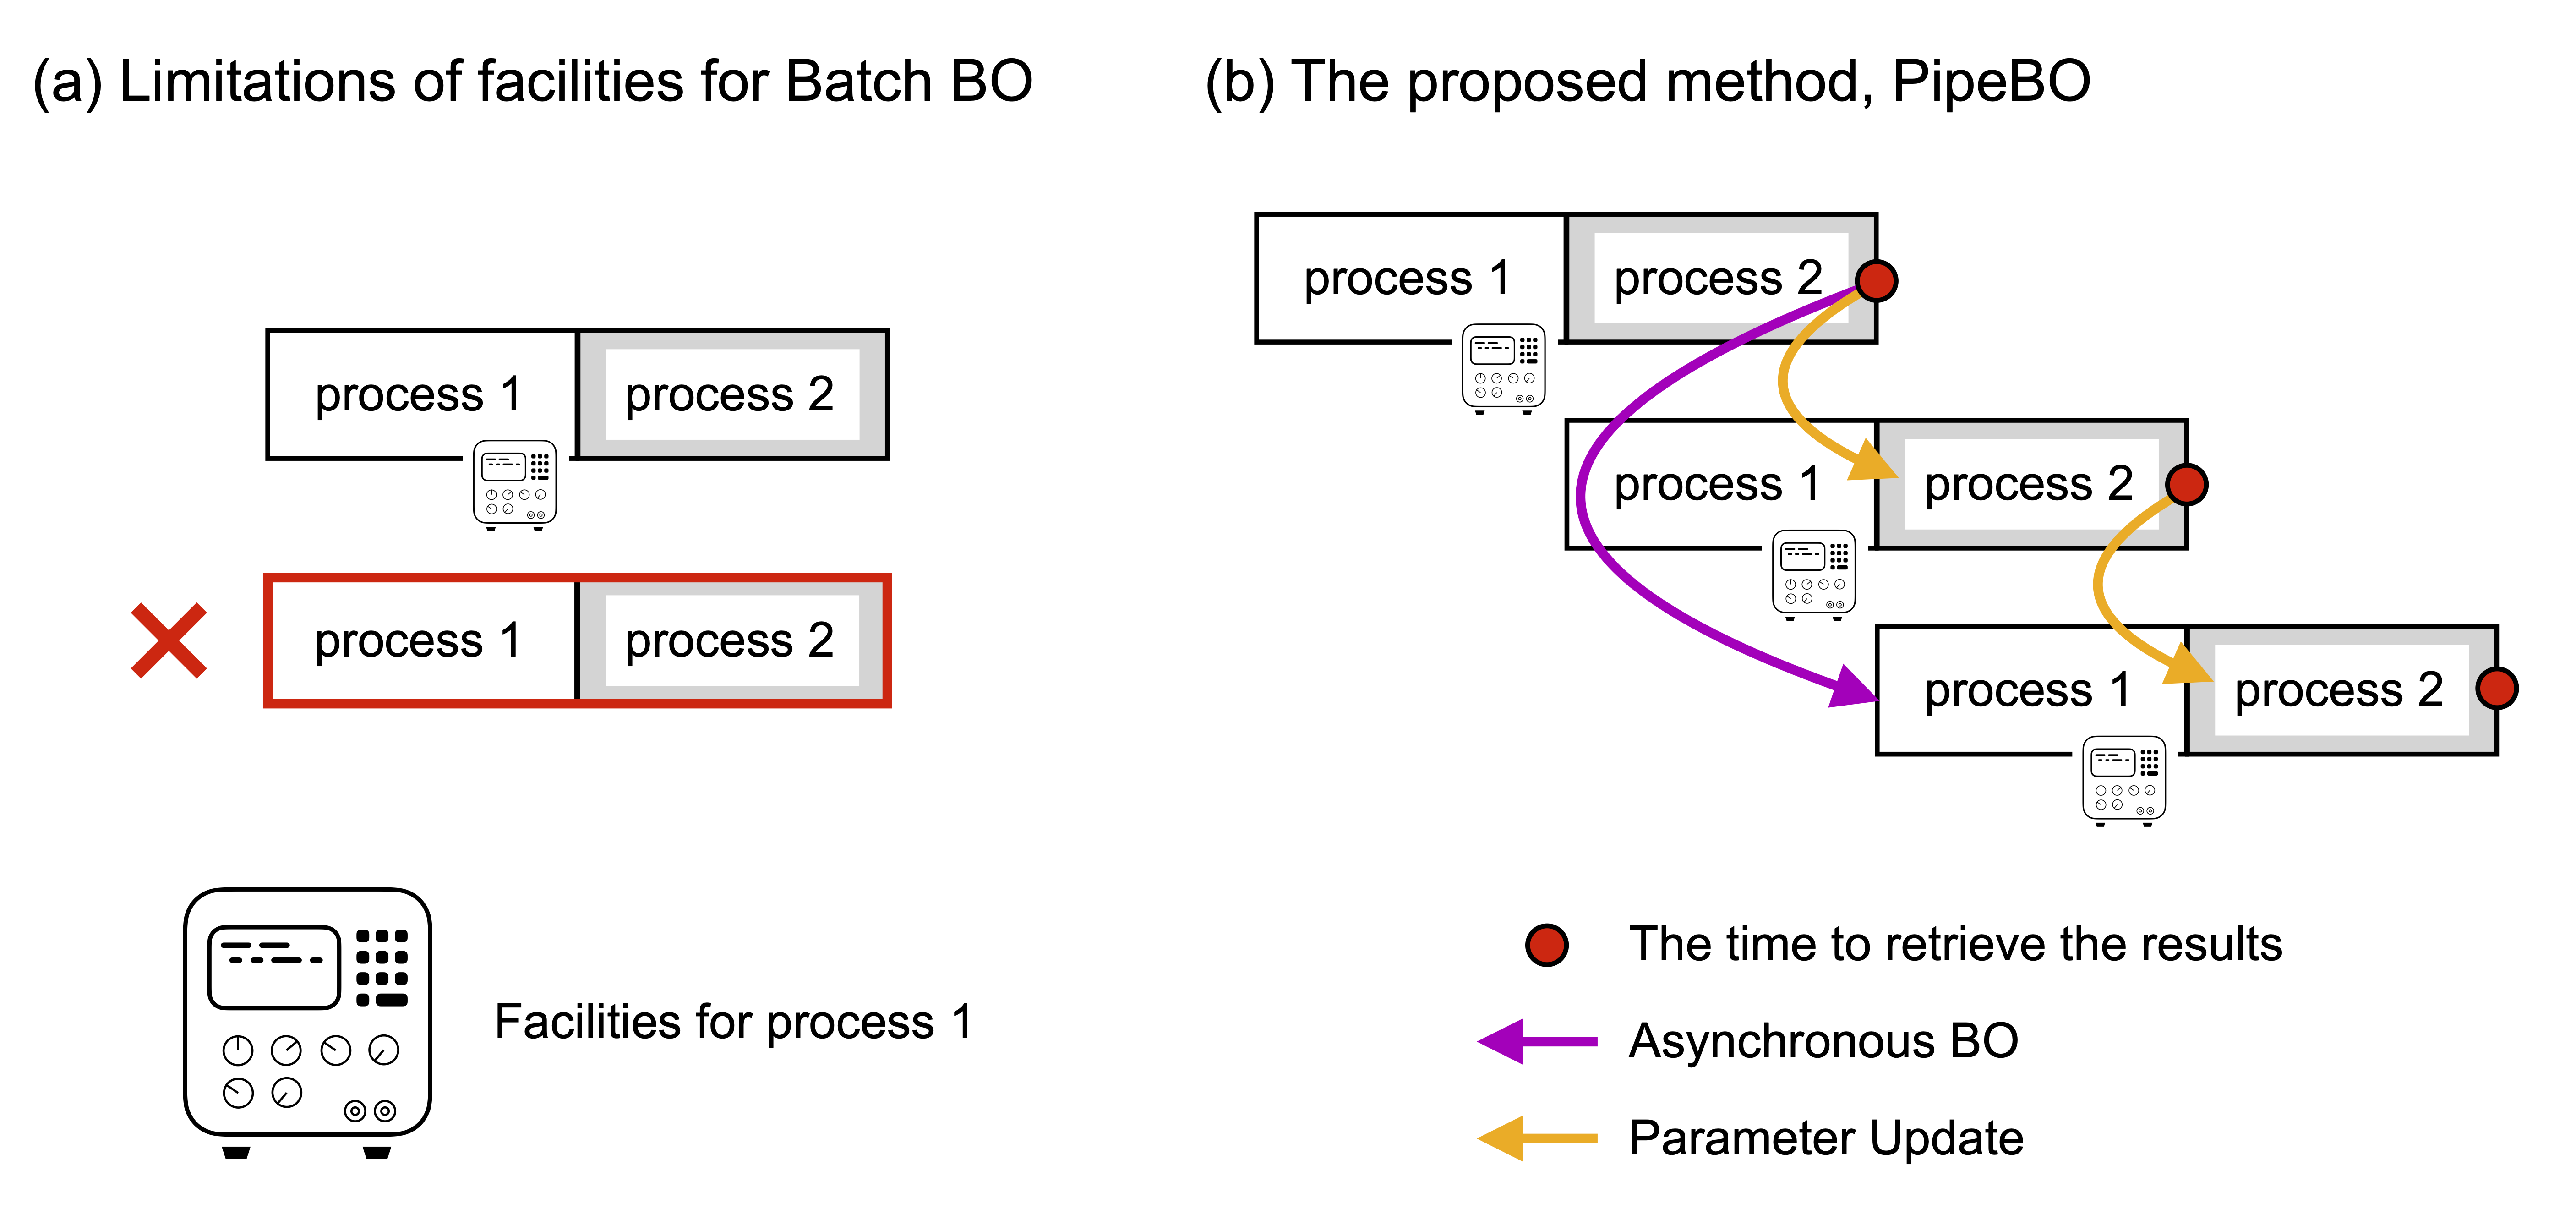 (a) Limitations of facilities for Batch BO
process 1
process 2
process 1
process 2
Facilities for process 1
(b) The proposed method, PipeBO
process 1
process 2
process 1
process 2
process 1
process 2
The time to retrieve the results
Asynchronous BO
Parameter Update